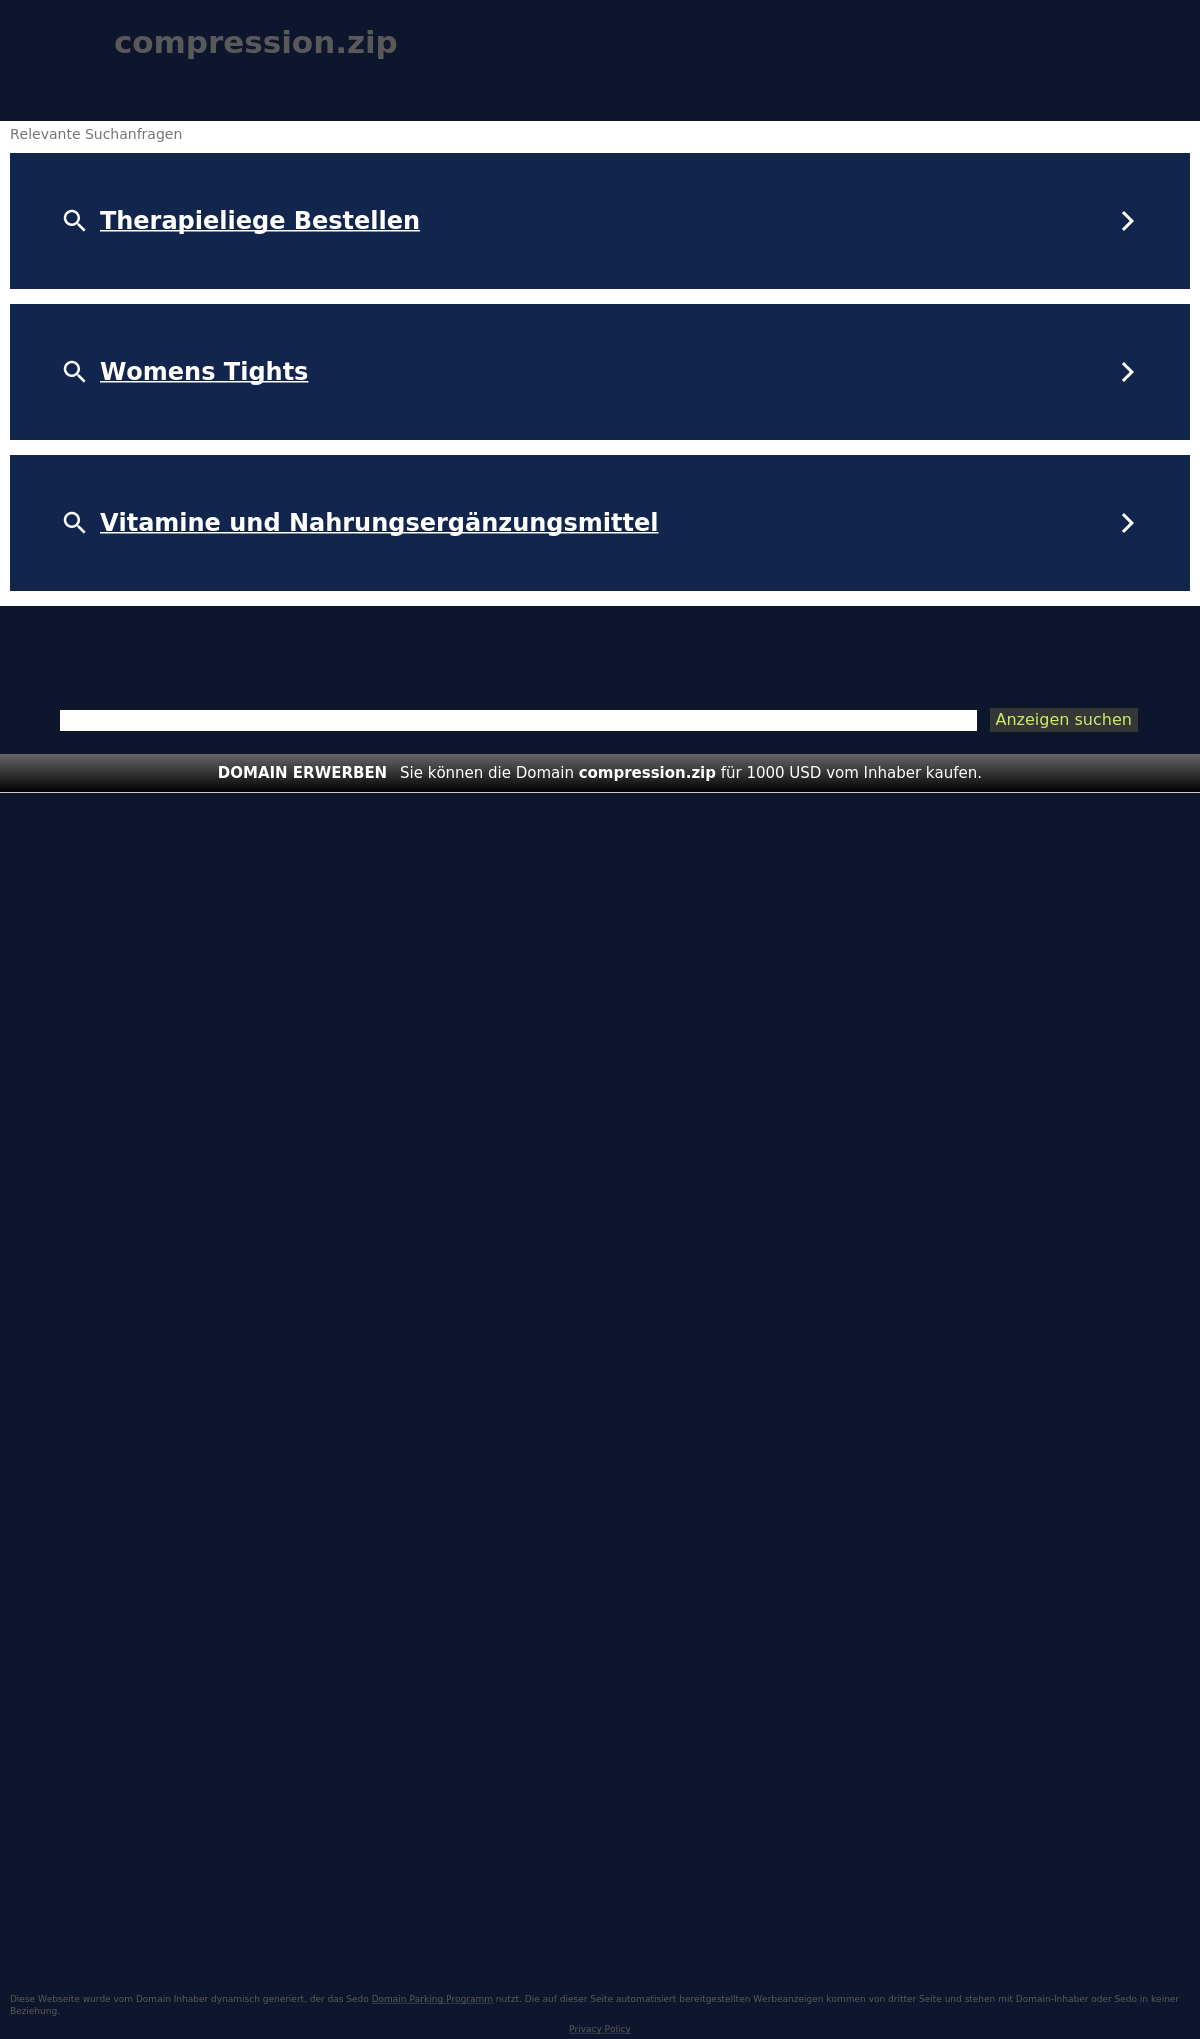 compression.zip
Relevante Suchanfragen
Therapieliege Bestellen
Womens Tights
Vitamine und Nahrungsergänzungsmittel
Anzeigen suchen
DOMAIN ERWERBEN Sie können die Domain compression.zip für 1000 USD vom Inhaber kaufen.
Diese Webseite wurde vom Domain Inhaber dynamisch generiert, der das Sedo Domain Parking Programm nutzt. Die auf dieser Seite automatisiert bereitgestellten Werbeanzeigen kommen von dritter Seite und stehen mit Domain-Inhaber oder Sedo in keiner
Beziehung.
Privacy Policy